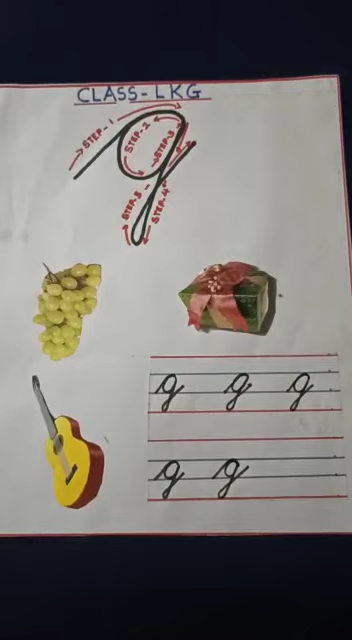 CLASS-LKG
STEP-1
STEP-2
STEP-3
STEP-4
STEP-5
g
g g g
g g